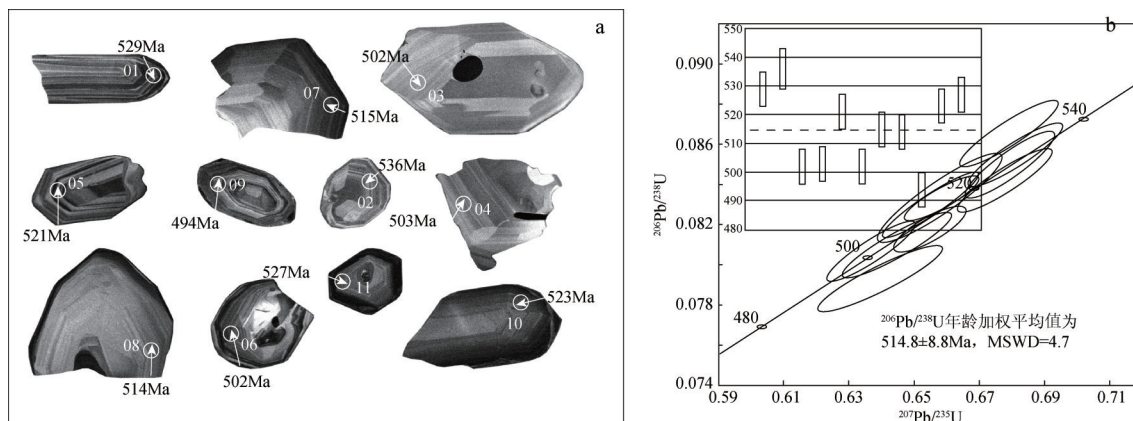 a
529Ma
01
07
515Ma
502Ma
03
05
521Ma
09
494Ma
536Ma
02
503Ma
04
08
514Ma
527Ma
06
502Ma
11
523Ma
10
b
550
540
530
520
510
500
490
480
0.090
0.086
0.082
0.078
0.074
206Pb/238U
540
520
500
480
206Pb/238U年龄加权平均值为
514.8±8.8Ma, MSWD=4.7
0.59
0.61
0.63
0.65
0.67
0.69
0.71
207Pb/235U